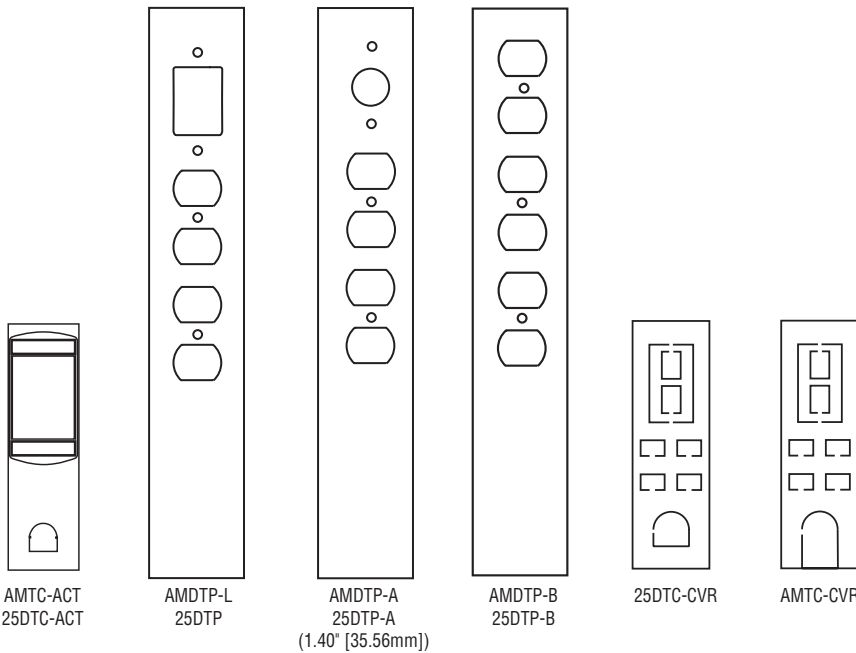 AMTC-ACT
25DTC-ACT
AMDTP-L
25DTP
AMDTP-A
25DTP-A
(1.40" [35.56mm])
AMDTP-B
25DTP-B
25DTC-CVR
AMTC-CVR